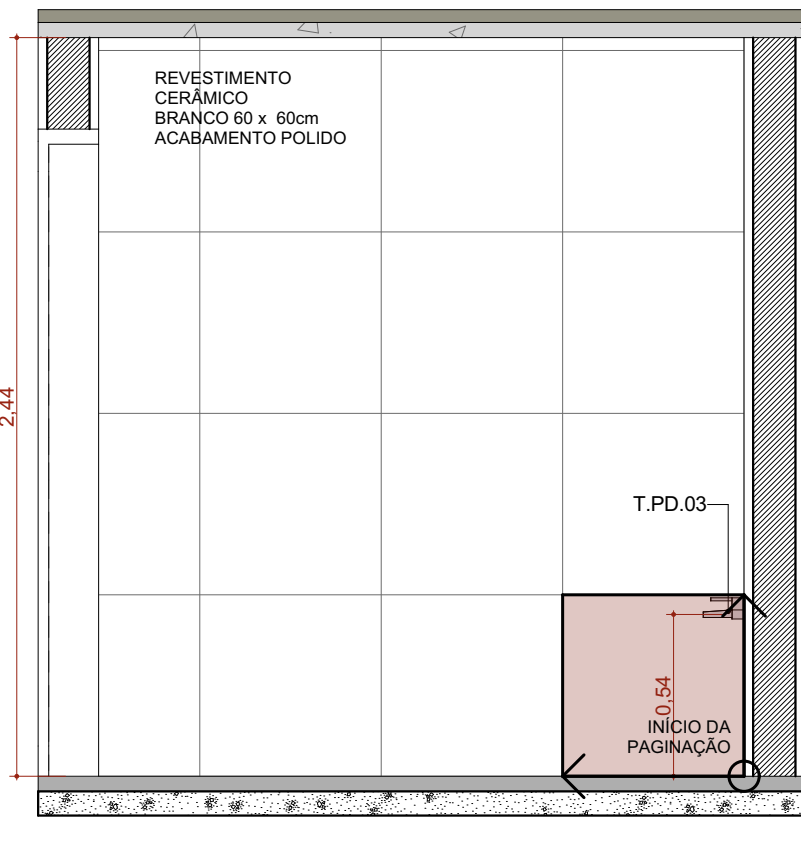 REVESTIMENTO
CERÂMICO
BRANCO 60 x 60cm
ACABAMENTO POLIDO
2,44
T.PD.03
0,54
INÍCIO DA
PAGINAÇÃO